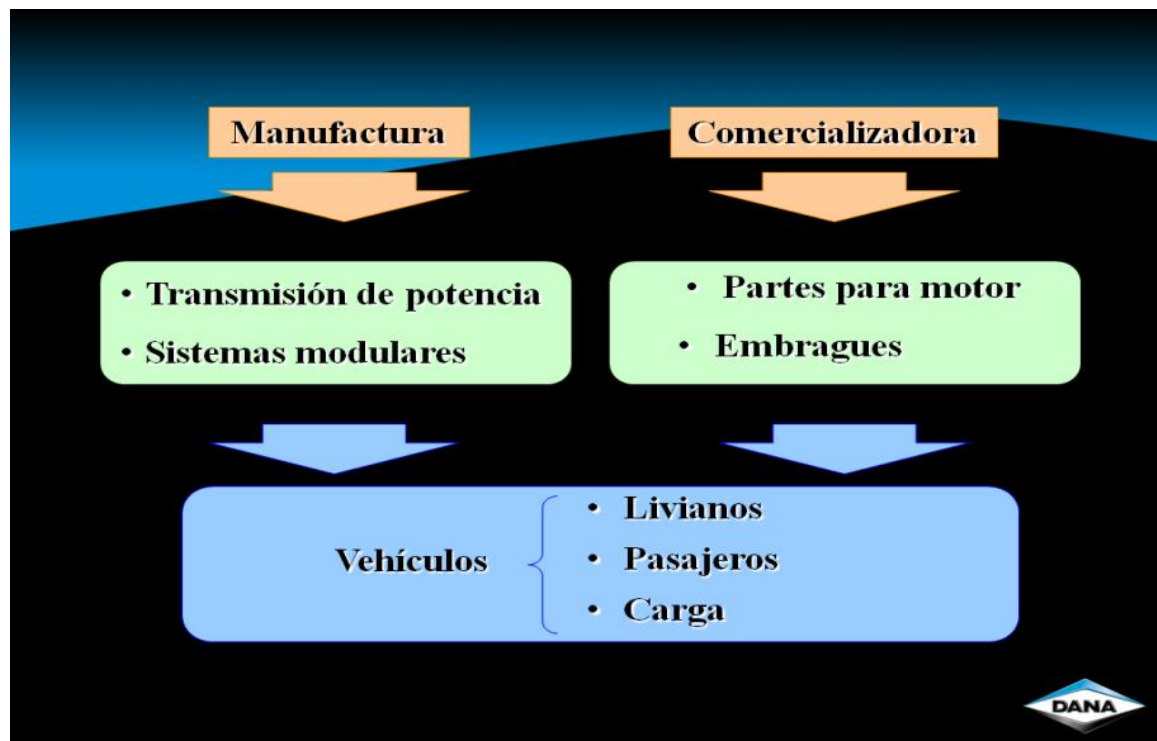 Manufactura
Comercializadora
• Transmisión de potencia
• Sistemas modulares
• Partes para motor
• Embragues
Vehículos
• Livianos
• Pasajeros
• Carga
DANA